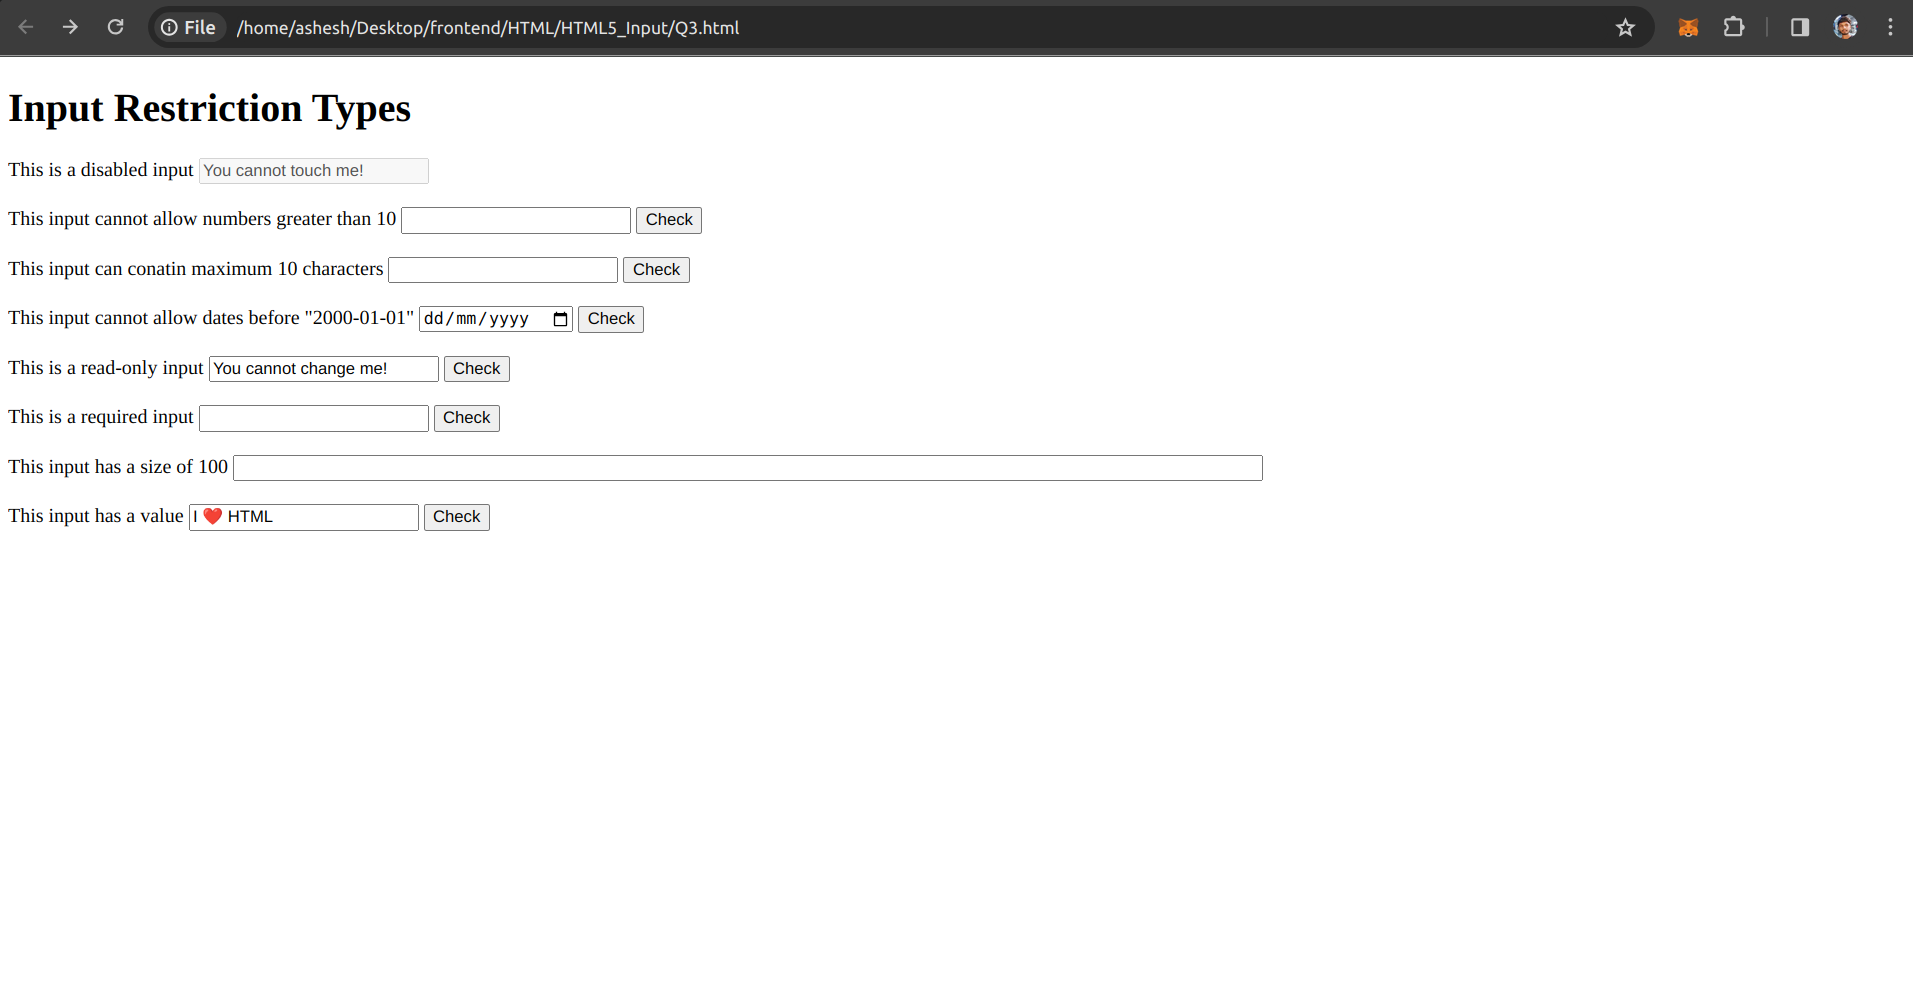 File /home/ashesh/Desktop/frontend/HTML/HTML5_Input/Q3.html
Input Restriction Types
This is a disabled input You cannot touch me!
This input cannot allow numbers greater than 10 Check
This input can conatin maximum 10 characters Check
This input cannot allow dates before "2000-01-01" dd/mm/yyyy Check
This is a read-only input You cannot change me! Check
This is a required input Check
This input has a size of 100
This input has a value I ❤️ HTML Check